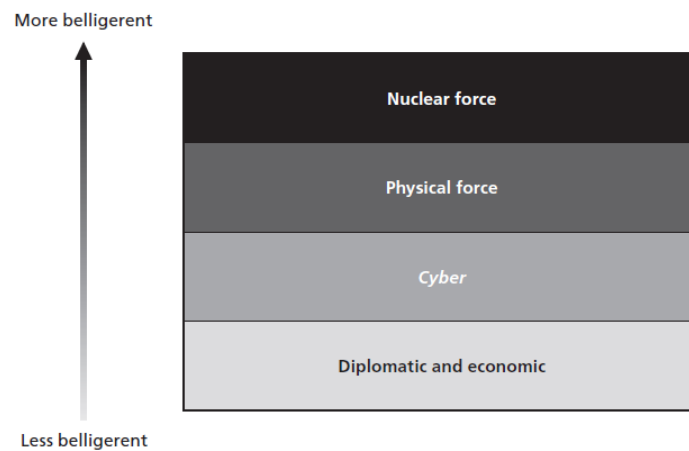 More belligerent
Nuclear force
Physical force
Cyber
Diplomatic and economic
Less belligerent